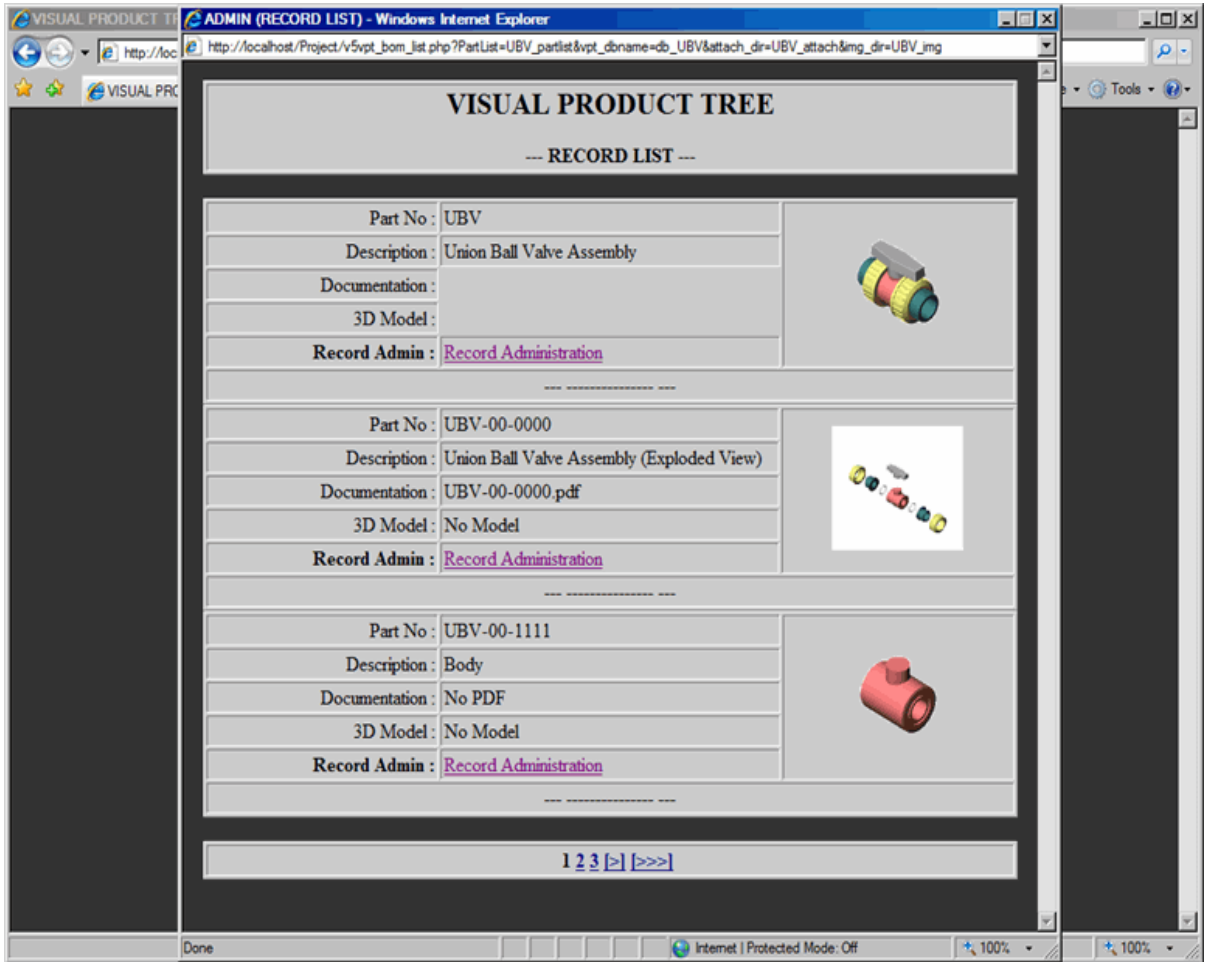 VISUAL PRODUCT TR
ADMIN (RECORD LIST) - Windows Internet Explorer
http://loc
http://localhost/Project/v5vpt_bom_list.php?PartList=UBV_partlist&vpt_dbname=db_UBV&attach_dir=UBV_attach&img_dir=UBV_img
VISUAL PRO
Tools
VISUAL PRODUCT TREE
--- RECORD LIST ---
Part No : UBV
Description : Union Ball Valve Assembly
Documentation :
3D Model :
Record Admin : Record Administration
--- --------------- ---
Part No : UBV-00-0000
Description : Union Ball Valve Assembly (Exploded View)
Documentation : UBV-00-0000.pdf
3D Model : No Model
Record Admin : Record Administration
--- --------------- ---
Part No : UBV-00-1111
Description : Body
Documentation : No PDF
3D Model : No Model
Record Admin : Record Administration
--- --------------- ---
1 2 3 [>] [>>>]
Done Internet | Protected Mode: Off 100% 100%